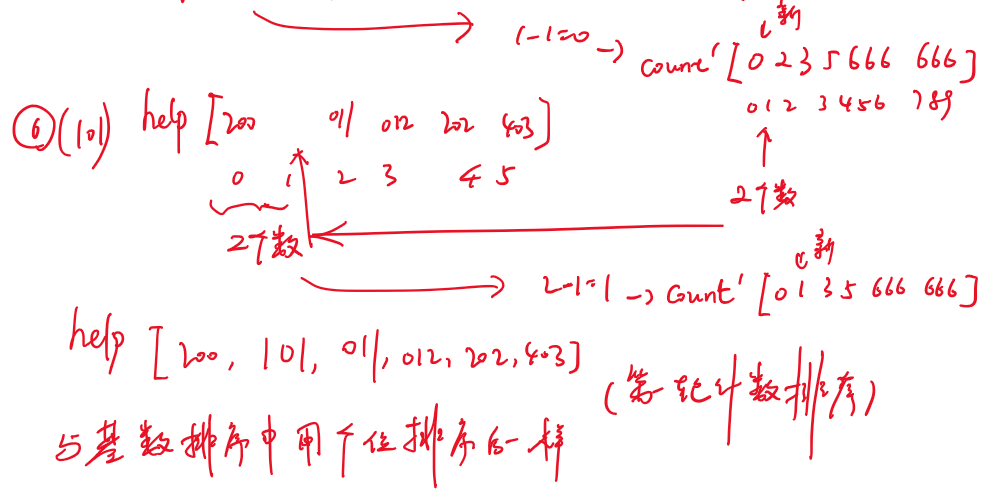 新
1-1=0 → count' [0 2 3 5 6 6 6 6 6 6]
0 1 2 3 4 5 6 7 8 9
⑥ (101) help [200 011 012 202 403]
0 1 2 3 4 5
2个数
2个数
新
2-1=1 → count' [0 1 3 5 6 6 6 6 6 6]
help [200, 101, 011, 012, 202, 403]
(第一轮计数排序)
与基数排序中用个位排序后一样